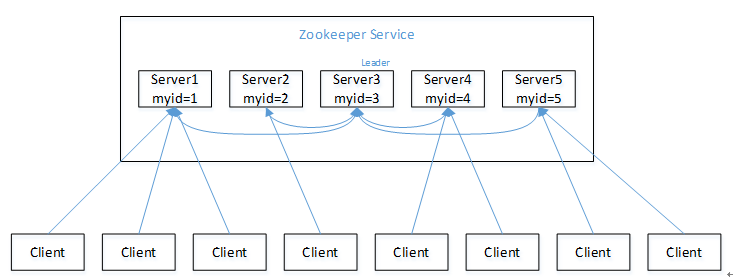 Zookeeper Service
Leader
Server1
myid=1
Server2
myid=2
Server3
myid=3
Server4
myid=4
Server5
myid=5
Client
Client
Client
Client
Client
Client
Client
Client